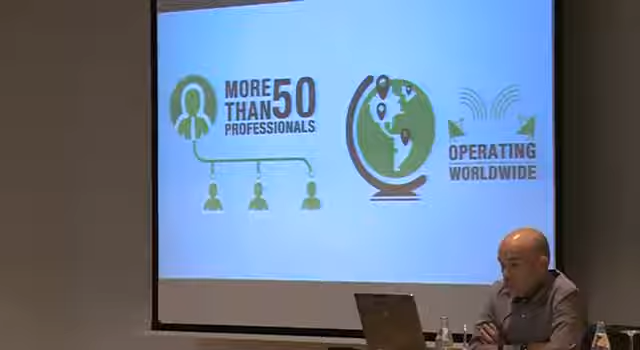 MORE
THAN 50
PROFESSIONALS
OPERATING
WORLDWIDE